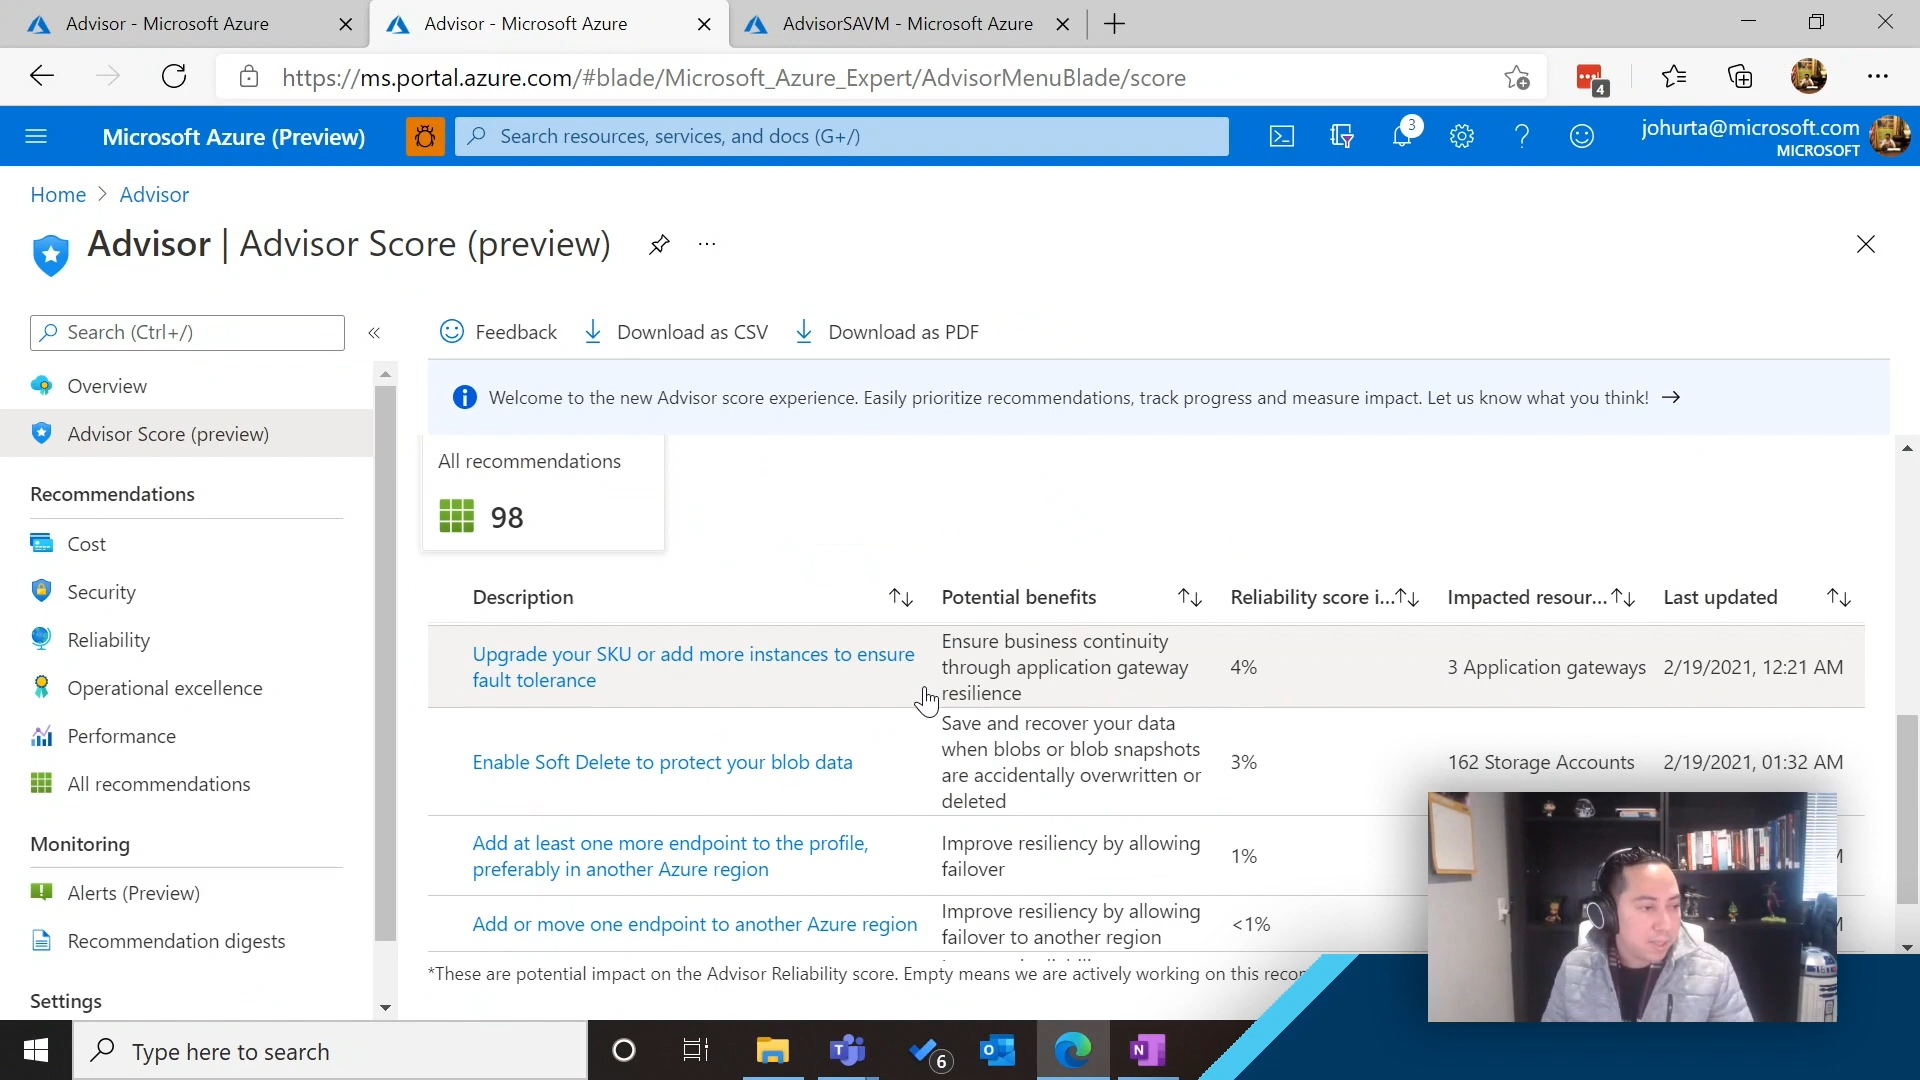 Advisor - Microsoft Azure
Advisor - Microsoft Azure
AdvisorSAVM - Microsoft Azure
https://ms.portal.azure.com/#blade/Microsoft_Azure_Expert/AdvisorMenuBlade/score
4
Microsoft Azure (Preview)
Search resources, services, and docs (G+/)
3
johurta@microsoft.com
MICROSOFT
Home > Advisor
Advisor | Advisor Score (preview)
Search (Ctrl+/)
Overview
Advisor Score (preview)
Recommendations
Cost
Security
Reliability
Operational excellence
Performance
All recommendations
Monitoring
Alerts (Preview)
Recommendation digests
Settings
Feedback
Download as CSV
Download as PDF
Welcome to the new Advisor score experience. Easily prioritize recommendations, track progress and measure impact. Let us know what you think!
All recommendations
98
Description
Potential benefits
Reliability score i...
Impacted resour...
Last updated
Upgrade your SKU or add more instances to ensure
fault tolerance
Ensure business continuity
through application gateway
resilience
4%
3 Application gateways
2/19/2021, 12:21 AM
Enable Soft Delete to protect your blob data
Save and recover your data
when blobs or blob snapshots
are accidentally overwritten or
deleted
3%
162 Storage Accounts
2/19/2021, 01:32 AM
Add at least one more endpoint to the profile,
preferably in another Azure region
Improve resiliency by allowing
failover
1%
Add or move one endpoint to another Azure region
Improve resiliency by allowing
failover to another region
<1%
*These are potential impact on the Advisor Reliability score. Empty means we are actively working on this
Type here to search
6